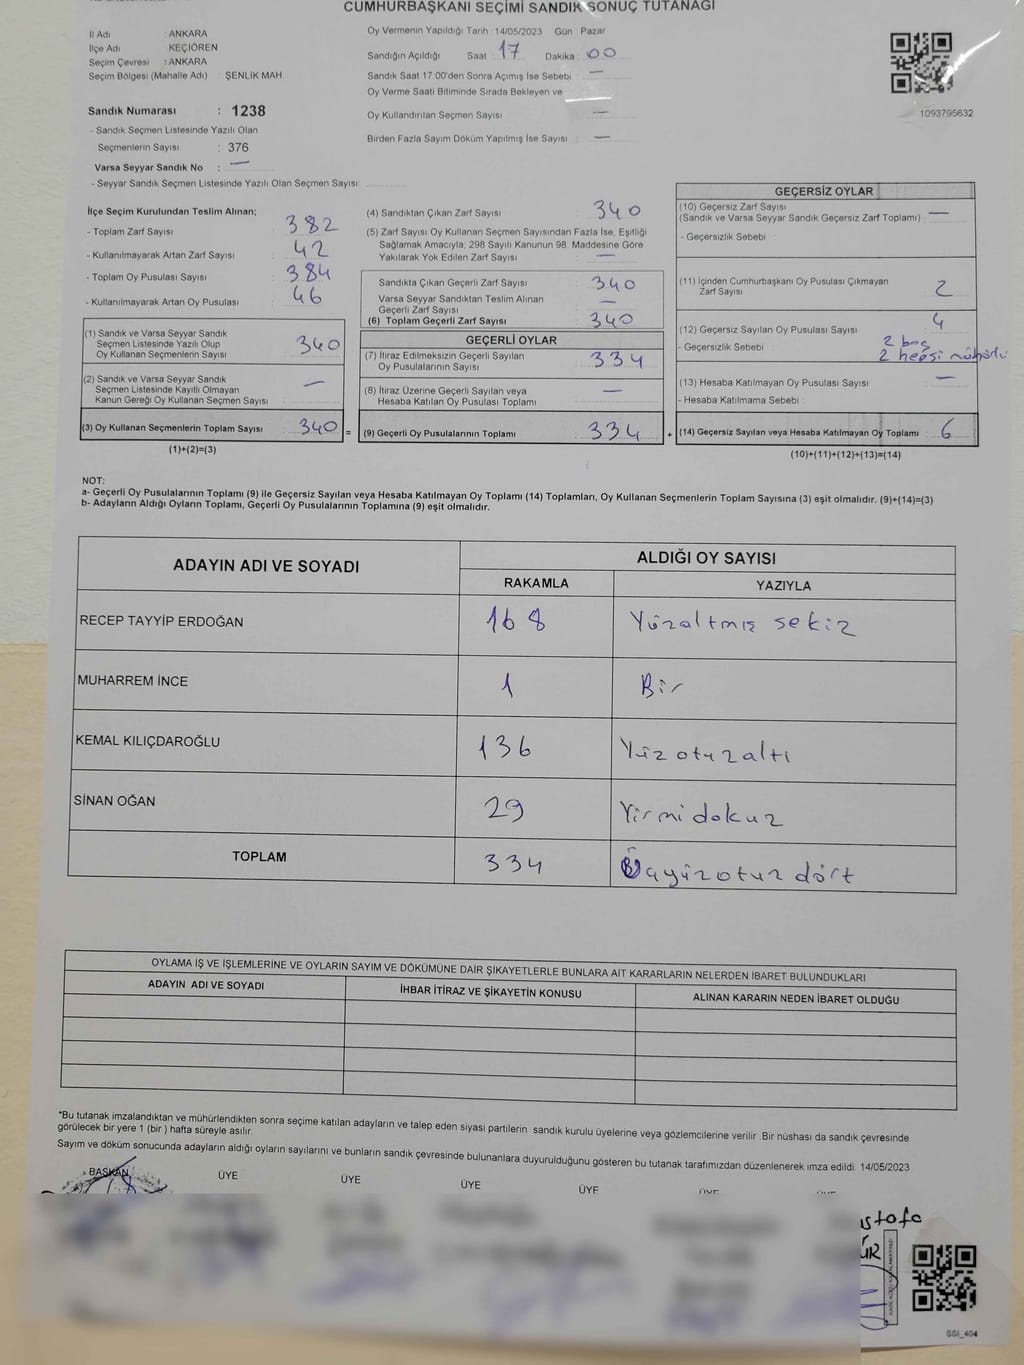 CUMHURBAŞKANI SEÇİMİ SANDIK SONUÇ TUTANAĞI
İl Adı : ANKARA
İlçe Adı KEÇİÖREN
Seçim Çevresi : ANKARA
Seçim Bölgesi (Mahalle Adı) : ŞENLİK MAH.
Oy Vermenin Yapıldığı Tarih : 14/05/2023 Gün : Pazar
Sandığın Açıldığı Saat 17 Dakika : 00
Sandık Saat 17:00'den Sonra Açımış İse Sebebi : —
Oy Verme Saati Bitiminde Sırada Bekleyen ve
Oy Kullandırılan Seçmen Sayısı : —
Birden Fazla Sayım Döküm Yapılmış İse Sayısı : —
1093795632
Sandık Numarası : 1238
- Sandık Seçmen Listesinde Yazılı Olan
Seçmenlerin Sayısı : 376
Varsa Seyyar Sandık No : —
- Seyyar Sandık Seçmen Listesinde Yazılı Olan Seçmen Sayısı:
İlçe Seçim Kurulundan Teslim Alınan;
- Toplam Zarf Sayısı : 382
- Kullanılmayarak Artan Zarf Sayısı : 42
- Toplam Oy Pusulası Sayısı : 384
- Kullanılmayarak Artan Oy Pusulası : 46
(1) Sandık ve Varsa Seyyar Sandık
Seçmen Listesinde Yazılı Olup
Oy Kullanan Seçmenlerin Sayısı : 340
(2) Sandık ve Varsa Seyyar Sandık
Seçmen Listesinde Kayıtlı Olmayan
Kanun Gereği Oy Kullanan Seçmen Sayısı : —
(3) Oy Kullanan Seçmenlerin Toplam Sayısı : 340 =
(1)+(2)=(3)
(4) Sandıktan Çıkan Zarf Sayısı : 340
(5) Zarf Sayısı Oy Kullanan Seçmen Sayısından Fazla İse, Eşitliği
Sağlamak Amacıyla; 298 Sayılı Kanunun 98. Maddesine Göre
Yakılarak Yok Edilen Zarf Sayısı : —
Sandıkta Çıkan Geçerli Zarf Sayısı : 340
Varsa Seyyar Sandıktan Teslim Alınan
Geçerli Zarf Sayısı : —
(6) Toplam Geçerli Zarf Sayısı : 340
GEÇERLİ OYLAR
(7) İtiraz Edilmeksizin Geçerli Sayılan
Oy Pusulalarının Sayısı : 334
(8) İtiraz Üzerine Geçerli Sayılan veya
Hesaba Katılan Oy Pusulası Toplamı : —
(9) Geçerli Oy Pusulalarının Toplamı : 334 +
GEÇERSİZ OYLAR
(10) Geçersiz Zarf Sayısı
(Sandık ve Varsa Seyyar Sandık Geçersiz Zarf Toplamı) : —
- Geçersizlik Sebebi :
(11) İçinden Cumhurbaşkanı Oy Pusulası Çıkmayan
Zarf Sayısı : 2
(12) Geçersiz Sayılan Oy Pusulası Sayısı : 4
- Geçersizlik Sebebi : 2 boş
2 hepsi mühürlü
(13) Hesaba Katılmayan Oy Pusulası Sayısı : —
- Hesaba Katılmama Sebebi :
(14) Geçersiz Sayılan veya Hesaba Katılmayan Oy Toplamı : 6
(10)+(11)+(12)+(13)=(14)
NOT:
a- Geçerli Oy Pusulalarının Toplamı (9) ile Geçersiz Sayılan veya Hesaba Katılmayan Oy Toplamı (14) Toplamları, Oy Kullanan Seçmenlerin Toplam Sayısına (3) eşit olmalıdır. (9)+(14)=(3)
b- Adayların Aldığı Oyların Toplamı, Geçerli Oy Pusulalarının Toplamına (9) eşit olmalıdır.
ADAYIN ADI VE SOYADI ALDIĞI OY SAYISI
RAKAMLA YAZIYLA
RECEP TAYYİP ERDOĞAN 168 Yüzaltmış sekiz
MUHARREM İNCE 1 Bir
KEMAL KILIÇDAROĞLU 136 Yüz otuzaltı
SİNAN OĞAN 29 Yirmidokuz
TOPLAM 334
OYLAMA İŞ VE İŞLEMLERİNE VE OYLARIN SAYIM VE DÖKÜMÜNE DAİR ŞİKAYETLERLE BUNLARA AİT KARARLARIN NELERDEN İBARET BULUNDUKLARI
ADAYIN ADI VE SOYADI İHBAR İTİRAZ VE ŞİKAYETİN KONUSU ALINAN KARARIN NEDEN İBARET OLDUĞU
*Bu tutanak imzalandıktan ve mühürlendikten sonra seçime katılan adayların ve talep eden siyasi partilerin sandık kurulu üyelerine veya gözlemcilerine verilir. Bir nüshası da sandık çevresinde
görülecek bir yere 1 (bir ) hafta süreyle asılır.
Sayım ve döküm sonucunda adayların aldığı oyların sayılarını ve bunların sandık çevresinde bulunanlara duyurulduğunu gösteren bu tutanak tarafımızdan düzenlenerek imza edildi. 14/05/2023
BAŞKAN ÜYE ÜYE ÜYE ÜYE ÜYE ÜYE
SSI_404